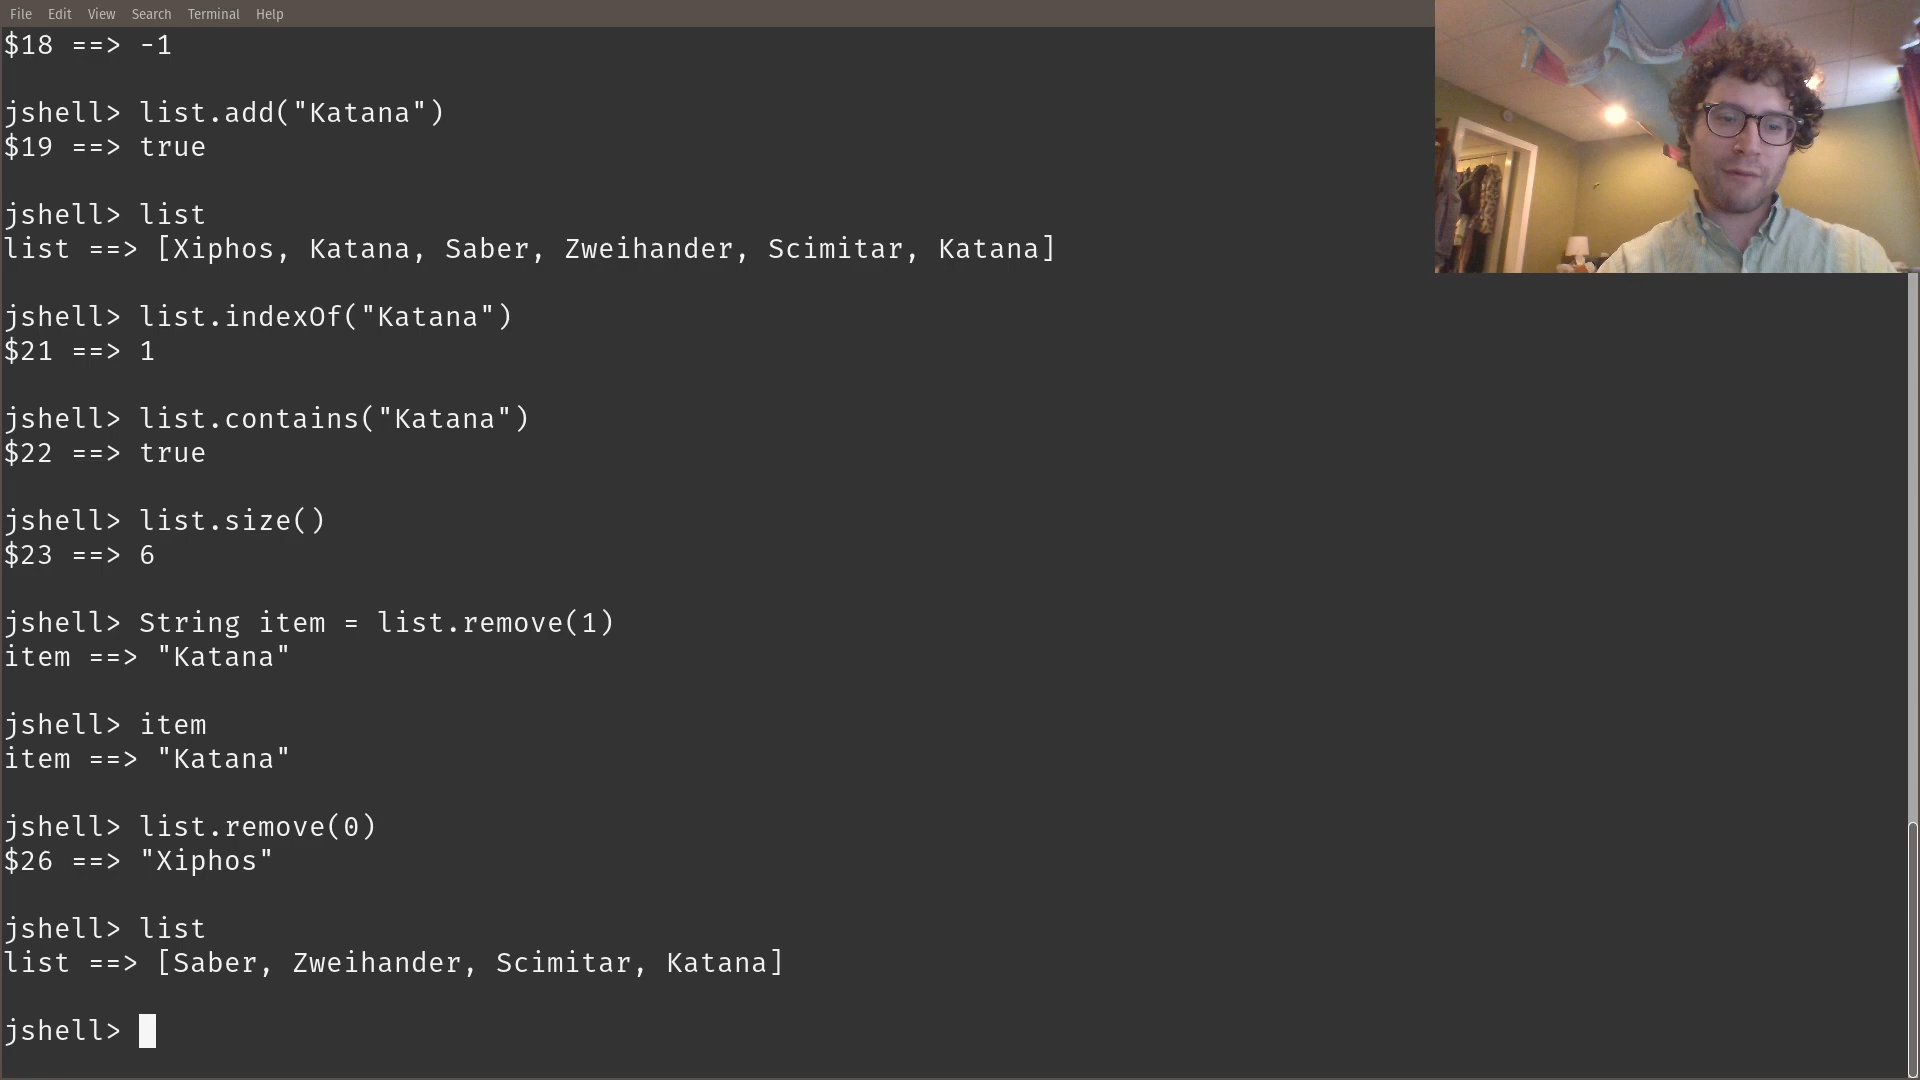 File Edit View Search Terminal Help
$18 ==> -1
jshell> list.add("Katana")
$19 ==> true
jshell> list
list ==> [Xiphos, Katana, Saber, Zweihander, Scimitar, Katana]
jshell> list.indexOf("Katana")
$21 ==> 1
jshell> list.contains("Katana")
$22 ==> true
jshell> list.size()
$23 ==> 6
jshell> String item = list.remove(1)
item ==> "Katana"
jshell> item
item ==> "Katana"
jshell> list.remove(0)
$26 ==> "Xiphos"
jshell> list
list ==> [Saber, Zweihander, Scimitar, Katana]
jshell>